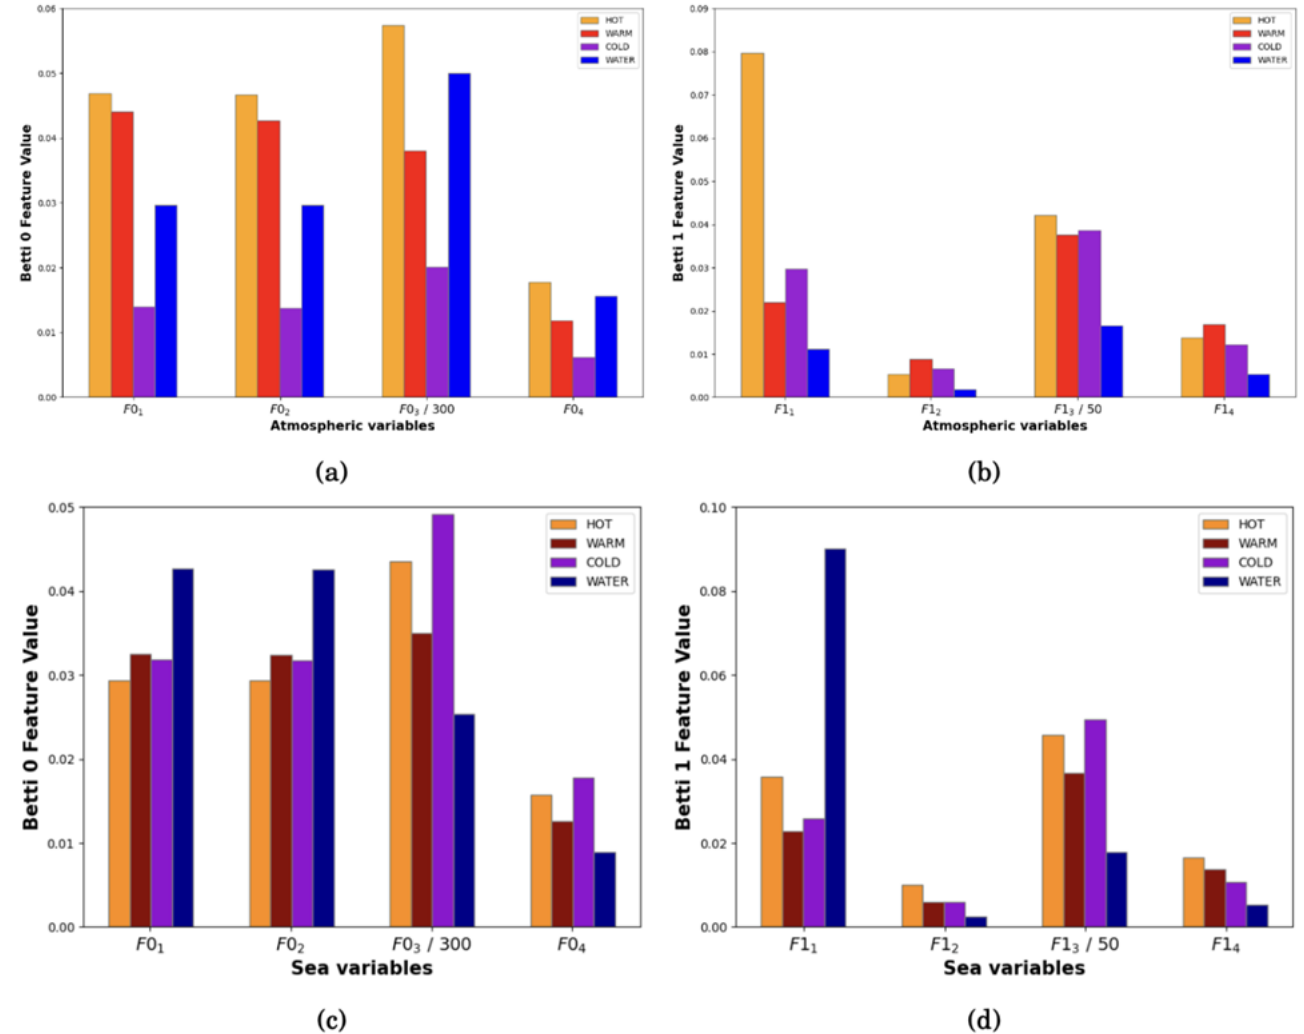 0.06
0.05
0.04
0.03
0.02
0.01
0.00
Betti 0 Feature Value
HOT
WARM
COLD
WATER
F0₁ F0₂ F0₃ / 300 F0₄
Atmospheric variables
(a)
0.09
0.08
0.07
0.06
0.05
0.04
0.03
0.02
0.01
0.00
Betti 1 Feature Value
HOT
WARM
COLD
WATER
F1₁ F1₂ F1₃ / 50 F1₄
Atmospheric variables
(b)
0.05
0.04
0.03
0.02
0.01
0.00
Betti 0 Feature Value
HOT
WARM
COLD
WATER
F0₁ F0₂ F0₃ / 300 F0₄
Sea variables
(c)
0.10
0.08
0.06
0.04
0.02
0.00
Betti 1 Feature Value
HOT
WARM
COLD
WATER
F1₁ F1₂ F1₃ / 50 F1₄
Sea variables
(d)